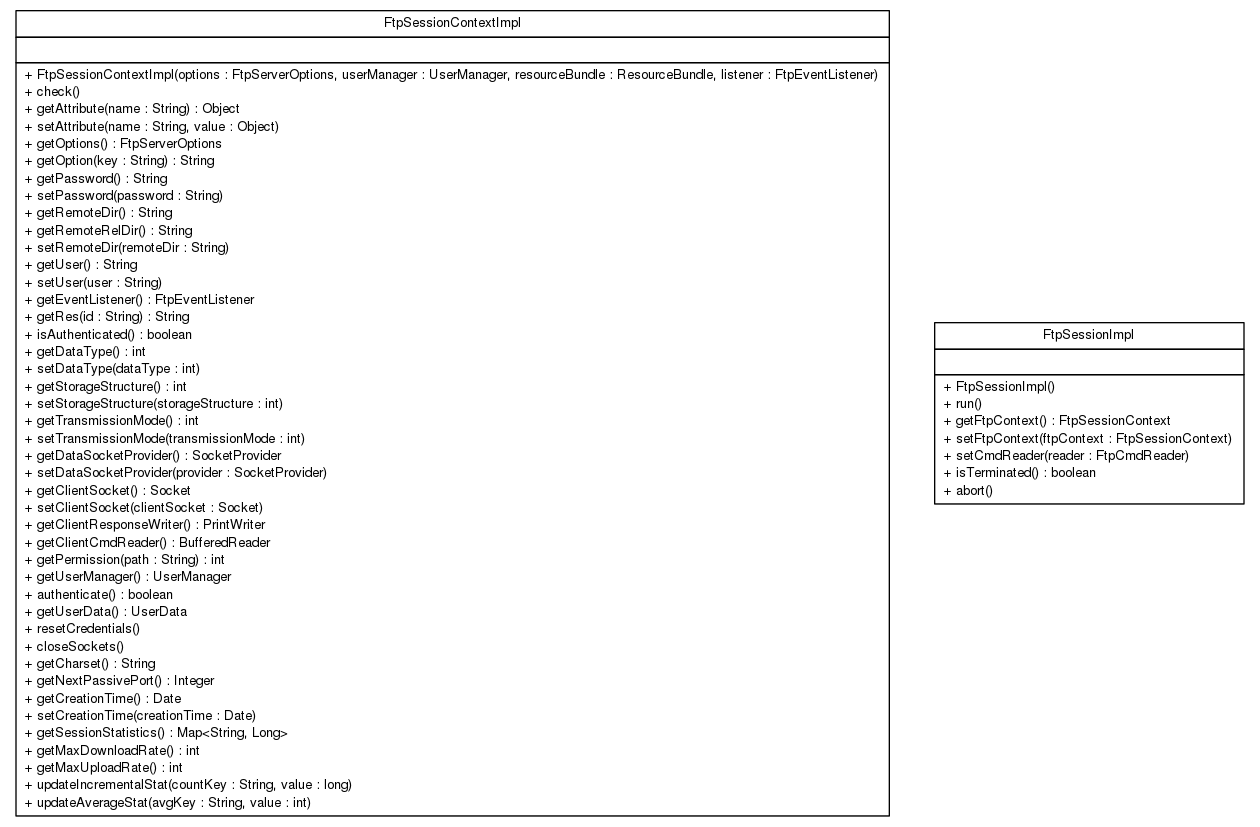 FtpSessionContextImpl
+ FtpSessionContextImpl(options : FtpServerOptions, userManager : UserManager, resourceBundle : ResourceBundle, listener : FtpEventListener)
+ check()
+ getAttribute(name : String) : Object
+ setAttribute(name : String, value : Object)
+ getOptions() : FtpServerOptions
+ getOption(key : String) : String
+ getPassword() : String
+ setPassword(password : String)
+ getRemoteDir() : String
+ getRemoteRelDir() : String
+ setRemoteDir(remoteDir : String)
+ getUser() : String
+ setUser(user : String)
+ getEventListener() : FtpEventListener
+ getRes(id : String) : String
+ isAuthenticated() : boolean
+ getDataType() : int
+ setDataType(dataType : int)
+ getStorageStructure() : int
+ setStorageStructure(storageStructure : int)
+ getTransmissionMode() : int
+ setTransmissionMode(transmissionMode : int)
+ getDataSocketProvider() : SocketProvider
+ setDataSocketProvider(provider : SocketProvider)
+ getClientSocket() : Socket
+ setClientSocket(clientSocket : Socket)
+ getClientResponseWriter() : PrintWriter
+ getClientCmdReader() : BufferedReader
+ getPermission(path : String) : int
+ getUserManager() : UserManager
+ authenticate() : boolean
+ getUserData() : UserData
+ resetCredentials()
+ closeSockets()
+ getCharset() : String
+ getNextPassivePort() : Integer
+ getCreationTime() : Date
+ setCreationTime(creationTime : Date)
+ getSessionStatistics() : Map<String, Long>
+ getMaxDownloadRate() : int
+ getMaxUploadRate() : int
+ updateIncrementalStat(countKey : String, value : long)
+ updateAverageStat(avgKey : String, value : int)
FtpSessionImpl
+ FtpSessionImpl()
+ run()
+ getFtpContext() : FtpSessionContext
+ setFtpContext(ftpContext : FtpSessionContext)
+ setCmdReader(reader : FtpCmdReader)
+ isTerminated() : boolean
+ abort()